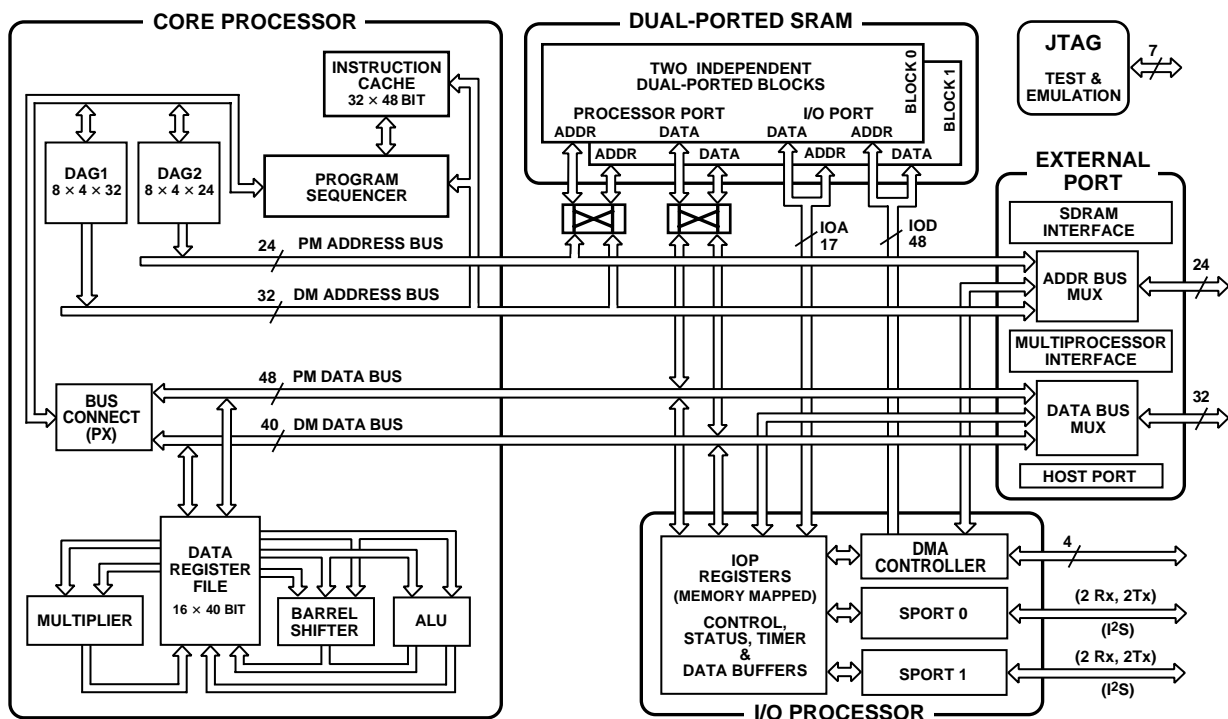 CORE PROCESSOR
INSTRUCTION
CACHE
32 × 48 BIT
DAG1
8 × 4 × 32
DAG2
8 × 4 × 24
PROGRAM
SEQUENCER
24 PM ADDRESS BUS
32 DM ADDRESS BUS
48 PM DATA BUS
40 DM DATA BUS
BUS
CONNECT
(PX)
DATA
REGISTER
FILE
16 × 40 BIT
MULTIPLIER
BARREL
SHIFTER
ALU
DUAL-PORTED SRAM
TWO INDEPENDENT
DUAL-PORTED BLOCKS
BLOCK 0
BLOCK 1
PROCESSOR PORT
I/O PORT
ADDR DATA DATA ADDR
ADDR DATA ADDR DATA
IOA
17
IOD
48
JTAG
TEST &
EMULATION
7
EXTERNAL
PORT
SDRAM
INTERFACE
ADDR BUS
MUX
24
MULTIPROCESSOR
INTERFACE
DATA BUS
MUX
32
HOST PORT
IOP
REGISTERS
(MEMORY MAPPED)
CONTROL,
STATUS, TIMER
&
DATA BUFFERS
DMA
CONTROLLER
4
SPORT 0
(2 Rx, 2Tx)
(I²S)
SPORT 1
(2 Rx, 2Tx)
(I²S)
I/O PROCESSOR